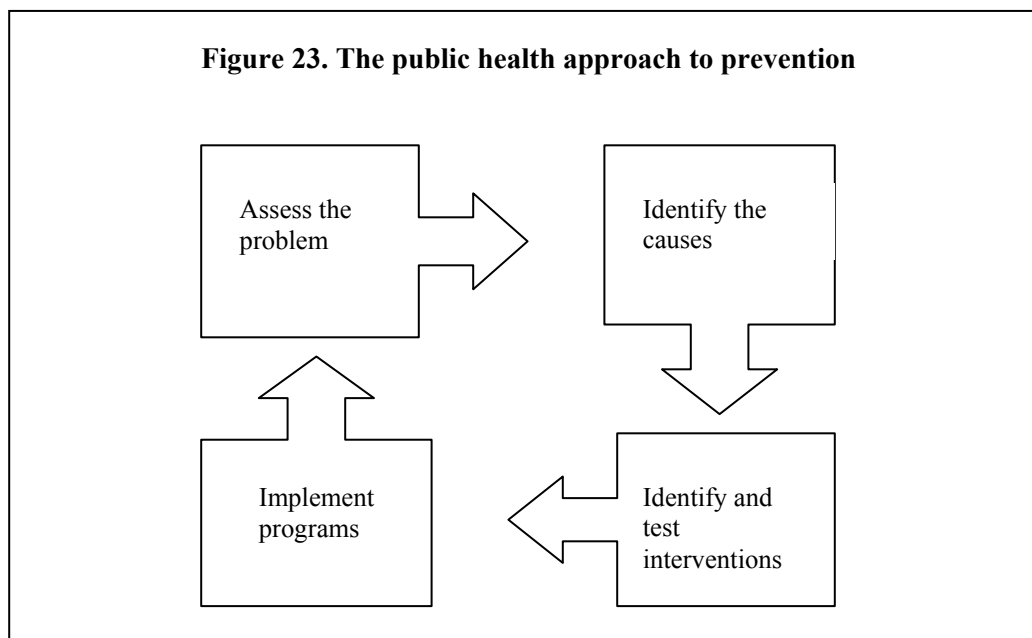 Figure 23. The public health approach to prevention
Assess the
problem
Identify the
causes
Implement
programs
Identify and
test
interventions